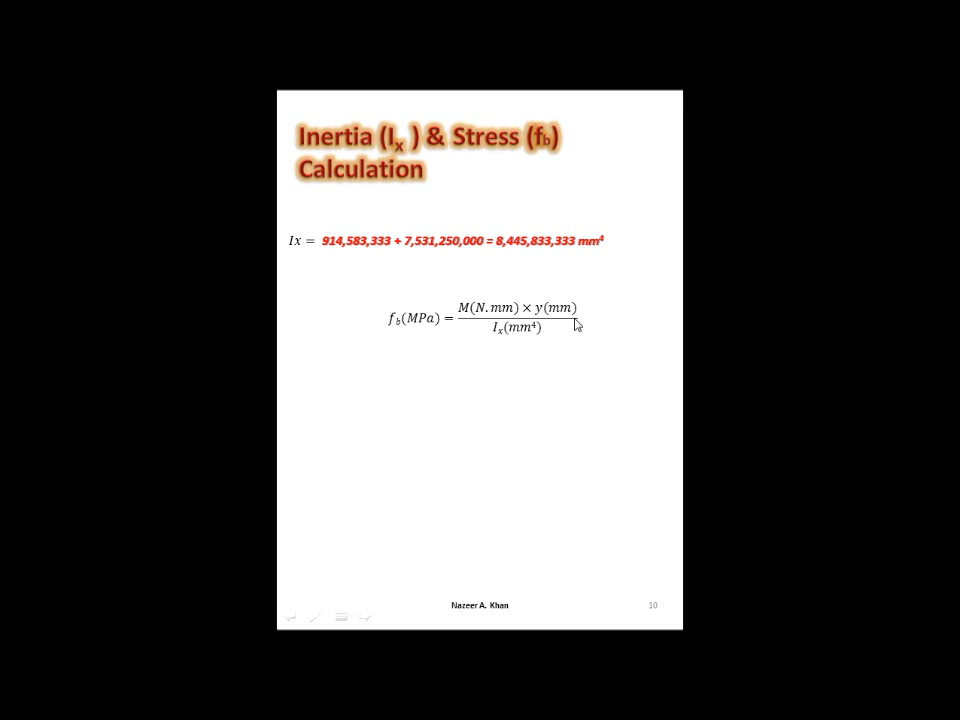 Inertia (Iₓ ) & Stress (fb)
Calculation
Ix = 914,583,333 + 7,531,250,000 = 8,445,833,333 mm⁴
f_b(MPa) = M(N.mm) × y(mm) / Iₓ(mm⁴)
Nazeer A. Khan
10